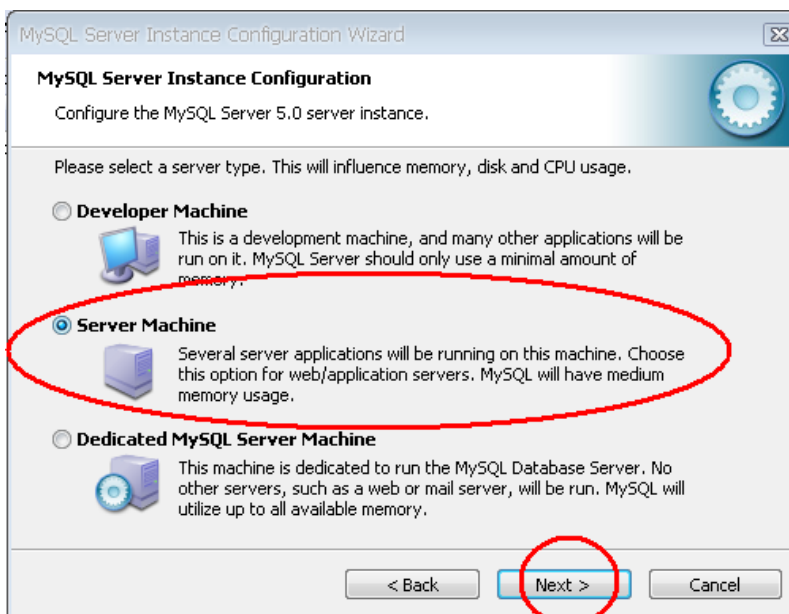 MySQL Server Instance Configuration Wizard
MySQL Server Instance Configuration
Configure the MySQL Server 5.0 server instance.
Please select a server type. This will influence memory, disk and CPU usage.
Developer Machine
This is a development machine, and many other applications will be
run on it. MySQL Server should only use a minimal amount of
memory.
Server Machine
Several server applications will be running on this machine. Choose
this option for web/application servers. MySQL will have medium
memory usage.
Dedicated MySQL Server Machine
This machine is dedicated to run the MySQL Database Server. No
other servers, such as a web or mail server, will be run. MySQL will
utilize up to all available memory.
< Back Next > Cancel